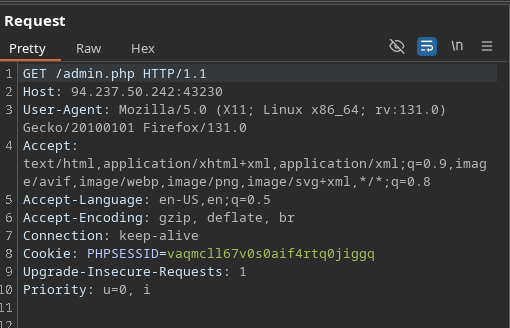 Request
Pretty Raw Hex \n
1 GET /admin.php HTTP/1.1
2 Host: 94.237.50.242:43230
3 User-Agent: Mozilla/5.0 (X11; Linux x86_64; rv:131.0)
Gecko/20100101 Firefox/131.0
4 Accept:
text/html,application/xhtml+xml,application/xml;q=0.9,imag
e/avif,image/webp,image/png,image/svg+xml,*/*;q=0.8
5 Accept-Language: en-US,en;q=0.5
6 Accept-Encoding: gzip, deflate, br
7 Connection: keep-alive
8 Cookie: PHPSESSID=vaqmcll67v0s0aif4rtq0jiggq
9 Upgrade-Insecure-Requests: 1
10 Priority: u=0, i
11
12